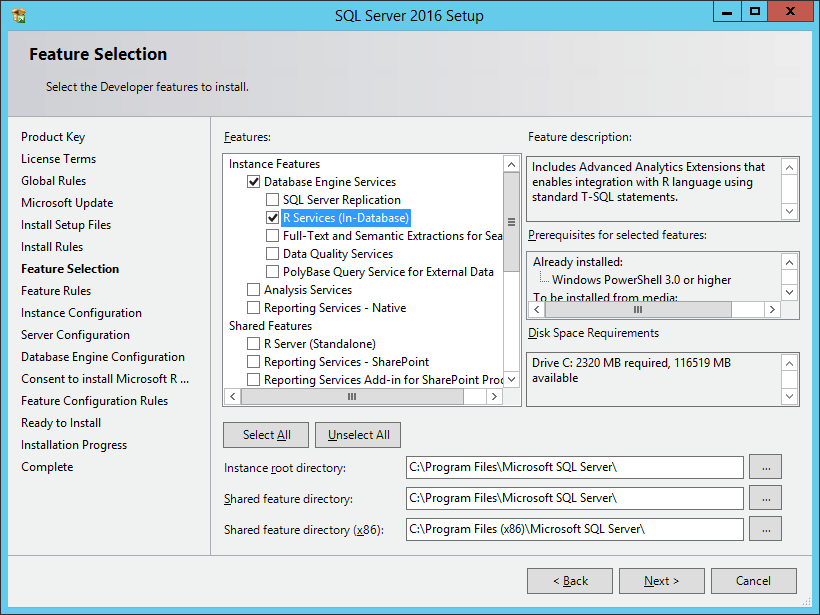 SQL Server 2016 Setup
Feature Selection
Select the Developer features to install.
Product Key
License Terms
Global Rules
Microsoft Update
Install Setup Files
Install Rules
Feature Selection
Feature Rules
Instance Configuration
Server Configuration
Database Engine Configuration
Consent to install Microsoft R ...
Feature Configuration Rules
Ready to Install
Installation Progress
Complete
Features:
Instance Features
Database Engine Services
SQL Server Replication
R Services (In-Database)
Full-Text and Semantic Extractions for Sea
Data Quality Services
PolyBase Query Service for External Data
Analysis Services
Reporting Services - Native
Shared Features
R Server (Standalone)
Reporting Services - SharePoint
Reporting Services Add-in for SharePoint Proc
Feature description:
Includes Advanced Analytics Extensions that
enables integration with R language using
standard T-SQL statements.
Prerequisites for selected features:
Already installed:
Windows PowerShell 3.0 or higher
To be installed from media:
Disk Space Requirements
Drive C: 2320 MB required, 116519 MB
available
Select All
Unselect All
Instance root directory:
C:\Program Files\Microsoft SQL Server\
...
Shared feature directory:
C:\Program Files\Microsoft SQL Server\
...
Shared feature directory (x86):
C:\Program Files (x86)\Microsoft SQL Server\
...
< Back
Next >
Cancel